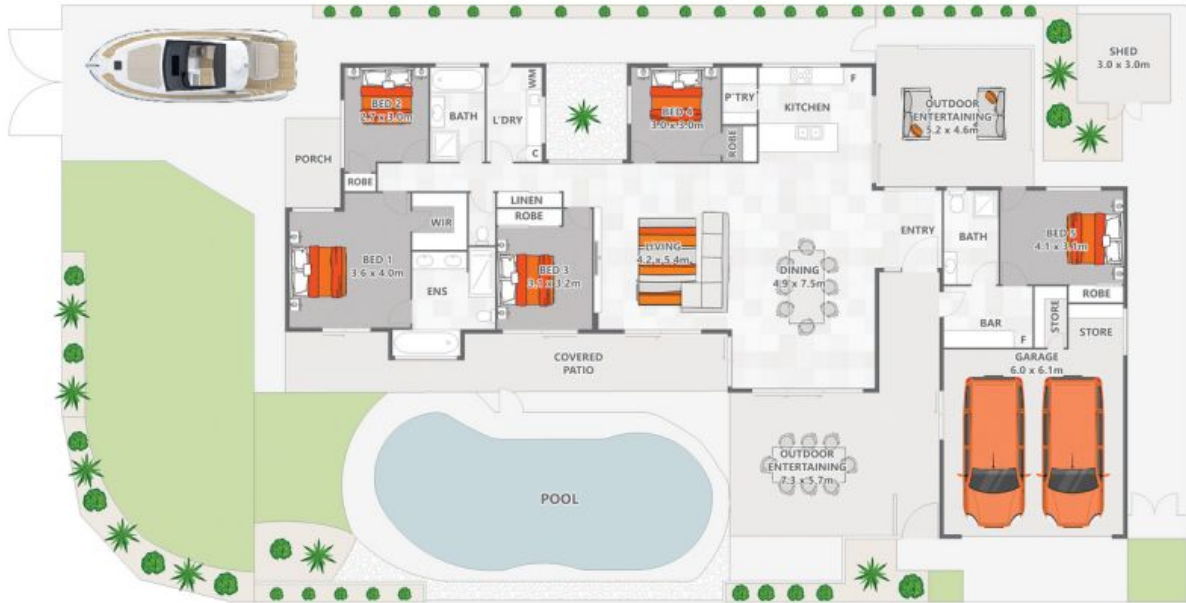 SHED
3.0 x 3.0m
BED 2
2.7 x 3.0m
BATH
L'DRY
WM
C
BED 4
3.0 x 3.0m
P'TRY
ROBE
KITCHEN
F
OUTDOOR
ENTERTAINING
5.2 x 4.6m
PORCH
ROBE
WIR
LINEN
ROBE
BED 1
3.6 x 4.0m
ENS
BED 3
3.1 x 3.2m
LIVING
4.2 x 5.4m
DINING
4.9 x 7.5m
ENTRY
BATH
BED 5
4.1 x 3.1m
ROBE
BAR
F
STORE
STORE
COVERED
PATIO
GARAGE
6.0 x 6.1m
OUTDOOR
ENTERTAINING
7.3 x 5.7m
POOL